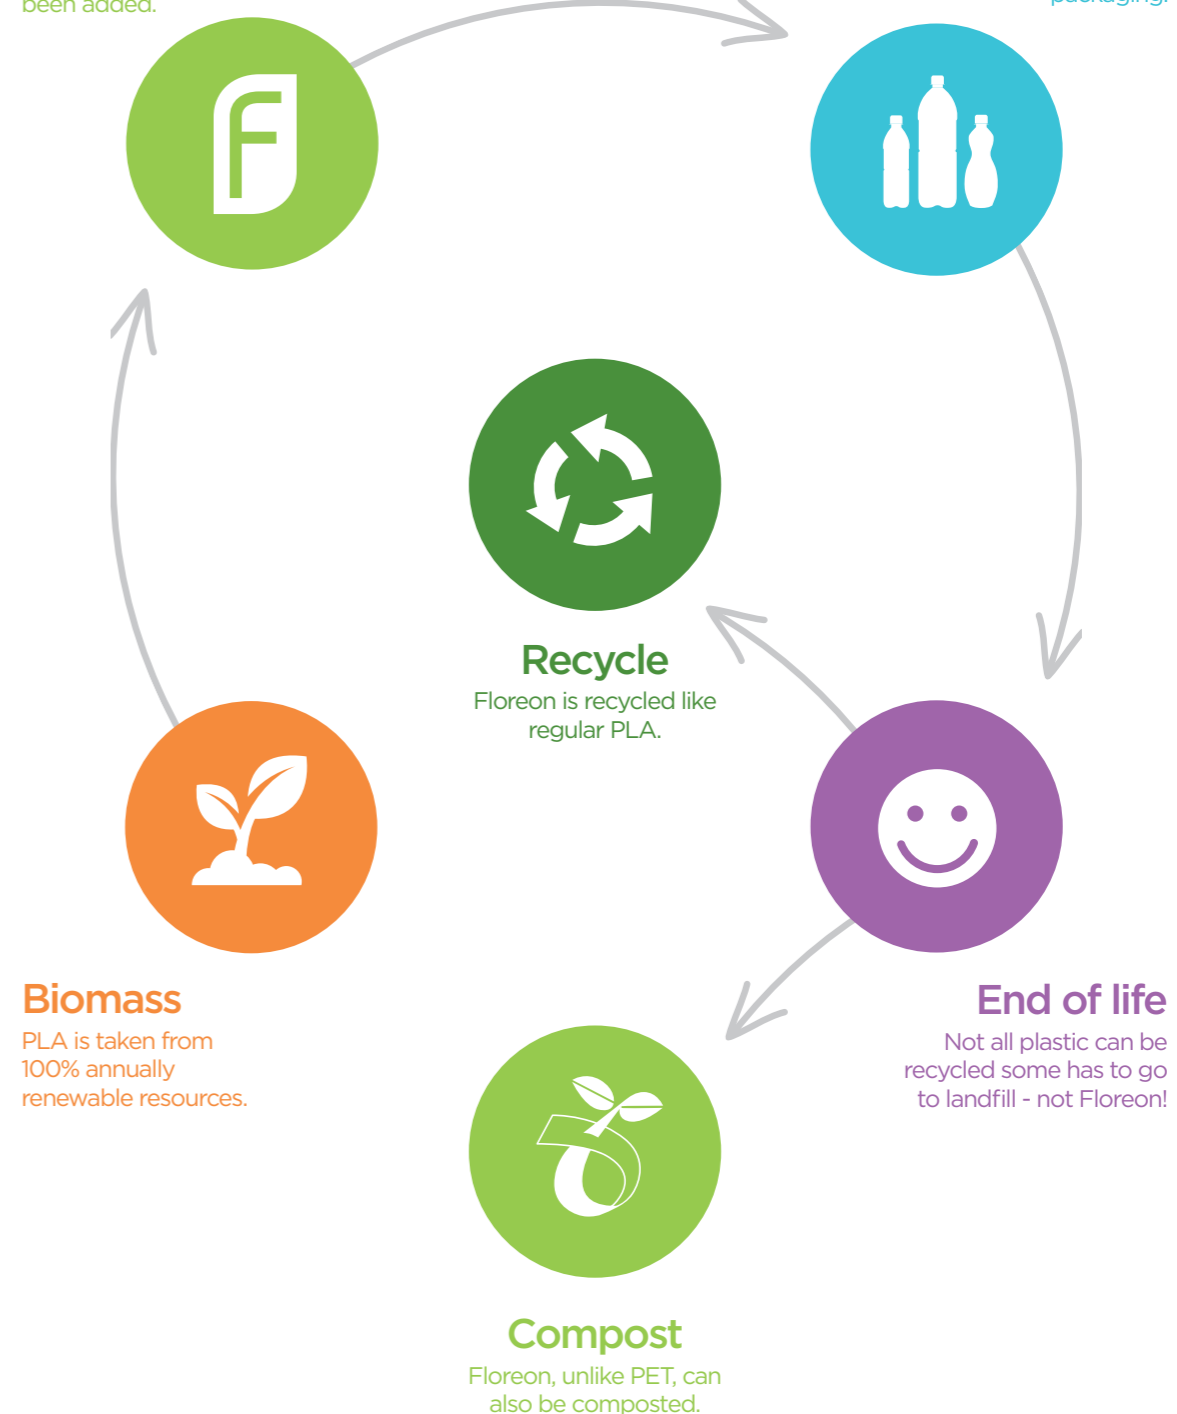 been added.
packaging.
Recycle
Floreon is recycled like
regular PLA.
Biomass
PLA is taken from
100% annually
renewable resources.
End of life
Not all plastic can be
recycled some has to go
to landfill - not Floreon!
Compost
Floreon, unlike PET, can
also be composted.